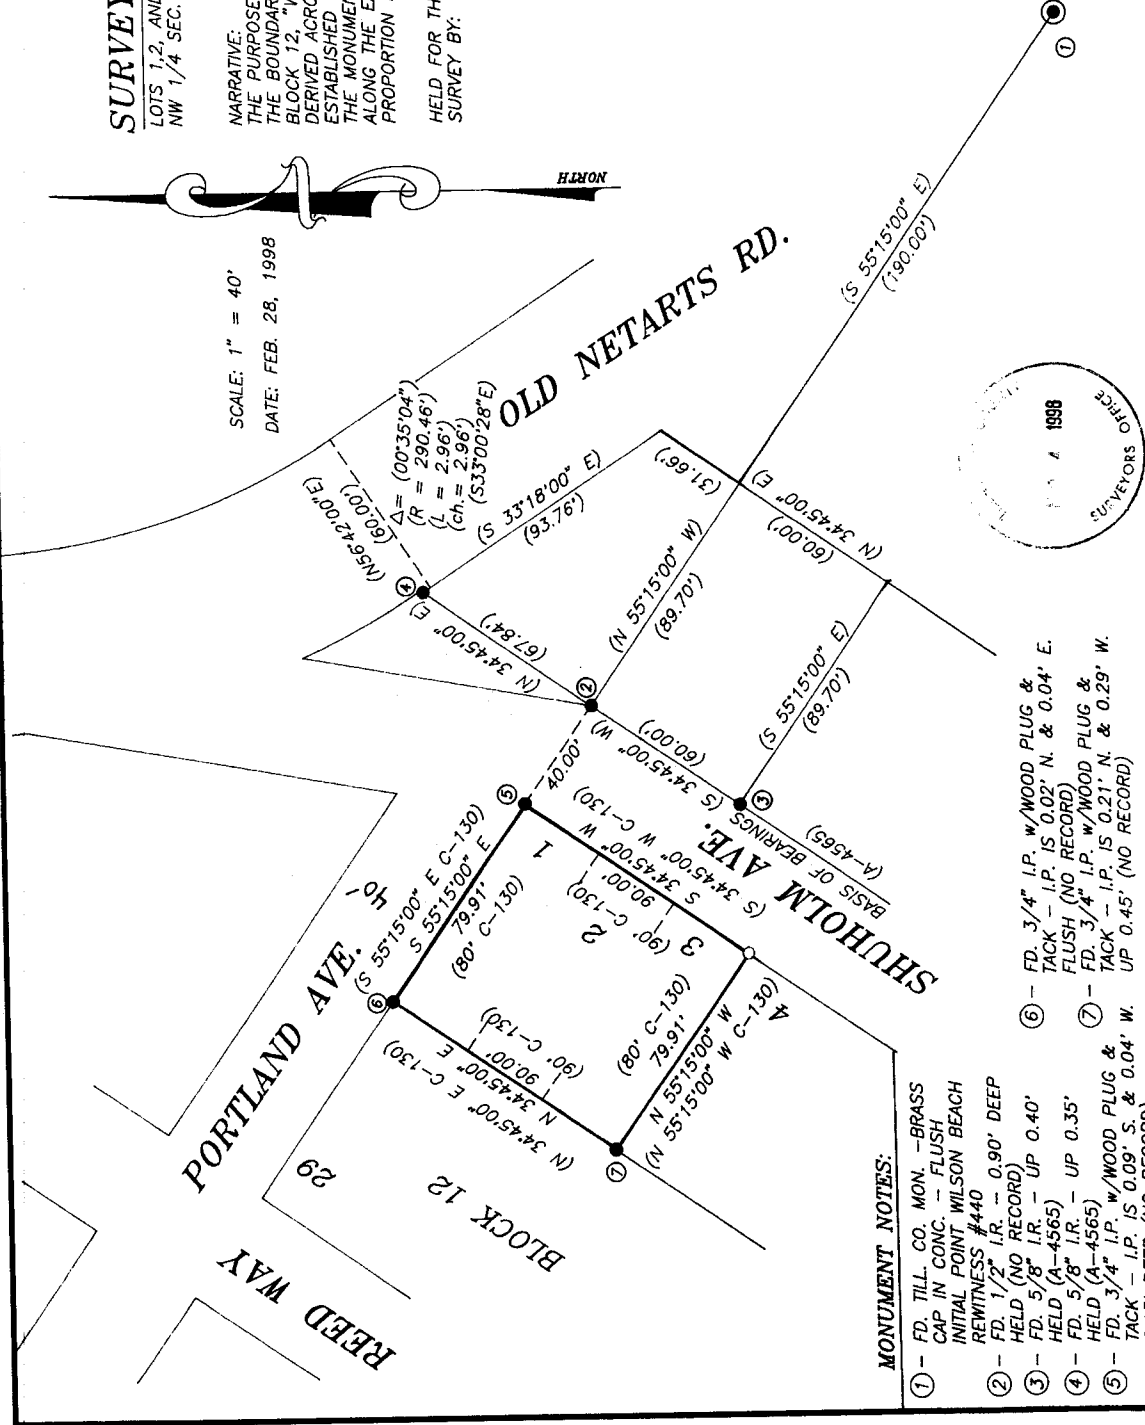 SURVEY
LOTS 1,2, AND
NW 1/4 SEC.
NARRATIVE:
THE PURPOSE
THE BOUNDAR
BLOCK 12, "W
DERIVED ACRO
ESTABLISHED
THE MONUMEN
ALONG THE E
PROPORTION
HELD FOR TH
SURVEY BY:
NORTH
SCALE: 1" = 40'
DATE: FEB. 28, 1998
OLD NETARTS RD.
Δ= (00°35'04")
(R = 290.46')
(L = 2.96')
(ch.= 2.96')
(S33°00'28"E)
(N56°42'00"E)
(60.00')
④
(S 33°18'00" E)
(93.76')
(N 34°45'00" E)
(67.84')
②
(N 55°15'00" W)
(89.70')
(31.66')
(N 34°45'00" E)
(60.00')
(S 55°15'00" E)
(190.00')
①
(S 55°15'00" E)
(89.70')
③
(S 34°45'00" W)
(60.00')
BASIS OF BEARINGS
(A-4565)
SHUHOLM AVE.
40.00'
⑤
PORTLAND AVE.
40'
(S 55°15'00" E C-130)
S 55°15'00" E
79.91'
(80' C-130)
⑥
1
2
3
4
S 34°45'00" W
(S 34°45'00" W C-130)
90.00'
(90' C-130)
(N 34°45'00" E C-130)
N 34°45'00" E
90.00'
(90' C-130)
(80' C-130)
79.91'
N 55°15'00" W
(N 55°15'00" W C-130)
⑦
29
BLOCK 12
REED WAY
1998
SURVEYORS OFFICE
MONUMENT NOTES:
① - FD. TILL. CO. MON. -BRASS
CAP IN CONC. - FLUSH
INITIAL POINT WILSON BEACH
REWITNESS #440
② - FD. 1/2" I.R. - 0.90' DEEP
HELD (NO RECORD)
③ - FD. 5/8" I.R. - UP 0.40'
HELD (A-4565)
④ - FD. 5/8" I.R. - UP 0.35'
HELD (A-4565)
⑤ - FD. 3/4" I.P. w/WOOD PLUG &
TACK - I.P. IS 0.09' S. & 0.04' W.
⑥ - FD. 3/4" I.P. w/WOOD PLUG &
TACK - I.P. IS 0.02' N. & 0.04' E.
FLUSH (NO RECORD)
⑦ - FD. 3/4" I.P. w/WOOD PLUG &
TACK - I.P. IS 0.21' N. & 0.29' W.
UP 0.45' (NO RECORD)